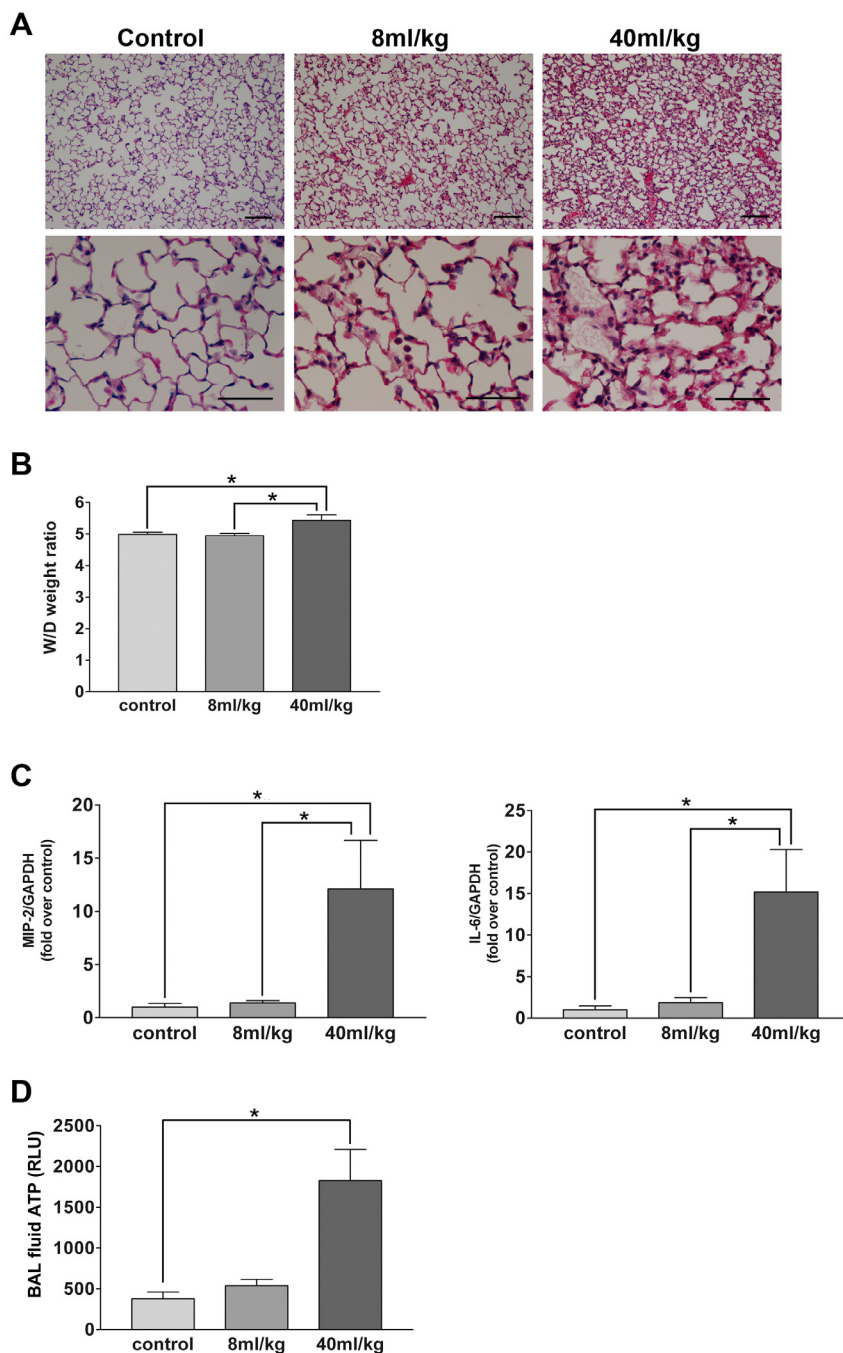 A
Control 8ml/kg 40ml/kg
B
*
*
W/D weight ratio
6
5
4
3
2
1
0
control 8ml/kg 40ml/kg
C
*
*
MIP-2/GAPDH
(fold over control)
20
15
10
5
0
control 8ml/kg 40ml/kg
*
*
IL-6/GAPDH
(fold over control)
25
20
15
10
5
0
control 8ml/kg 40ml/kg
D
*
BAL fluid ATP (RLU)
2500
2000
1500
1000
500
0
control 8ml/kg 40ml/kg